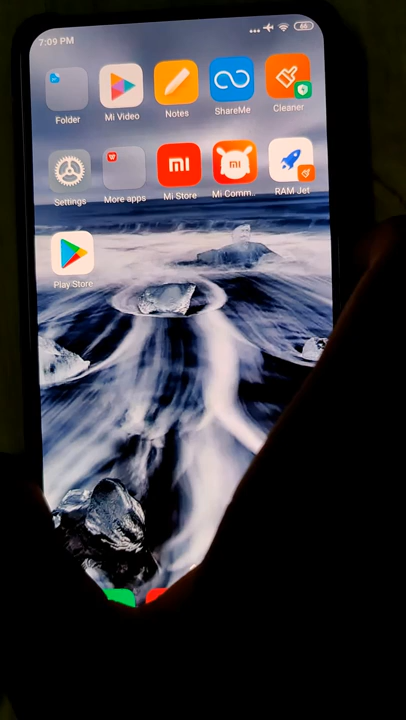 7:09 PM
66
Folder
Mi Video
Notes
ShareMe
Cleaner
Settings
More apps
Mi Store
Mi Comm..
RAM Jet
Play Store